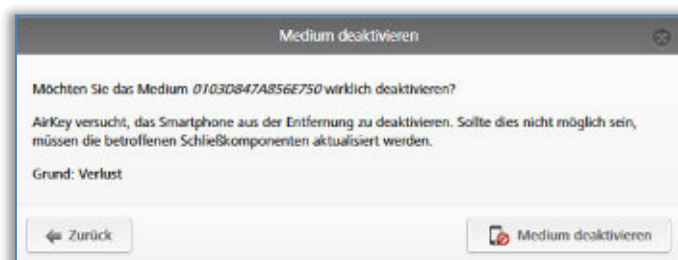 Medium deaktivieren
Möchten Sie das Medium 0103D847A856E750 wirklich deaktivieren?
AirKey versucht, das Smartphone aus der Entfernung zu deaktivieren. Sollte dies nicht möglich sein,
müssen die betroffenen Schließkomponenten aktualisiert werden.
Grund: Verlust
Zurück
Medium deaktivieren